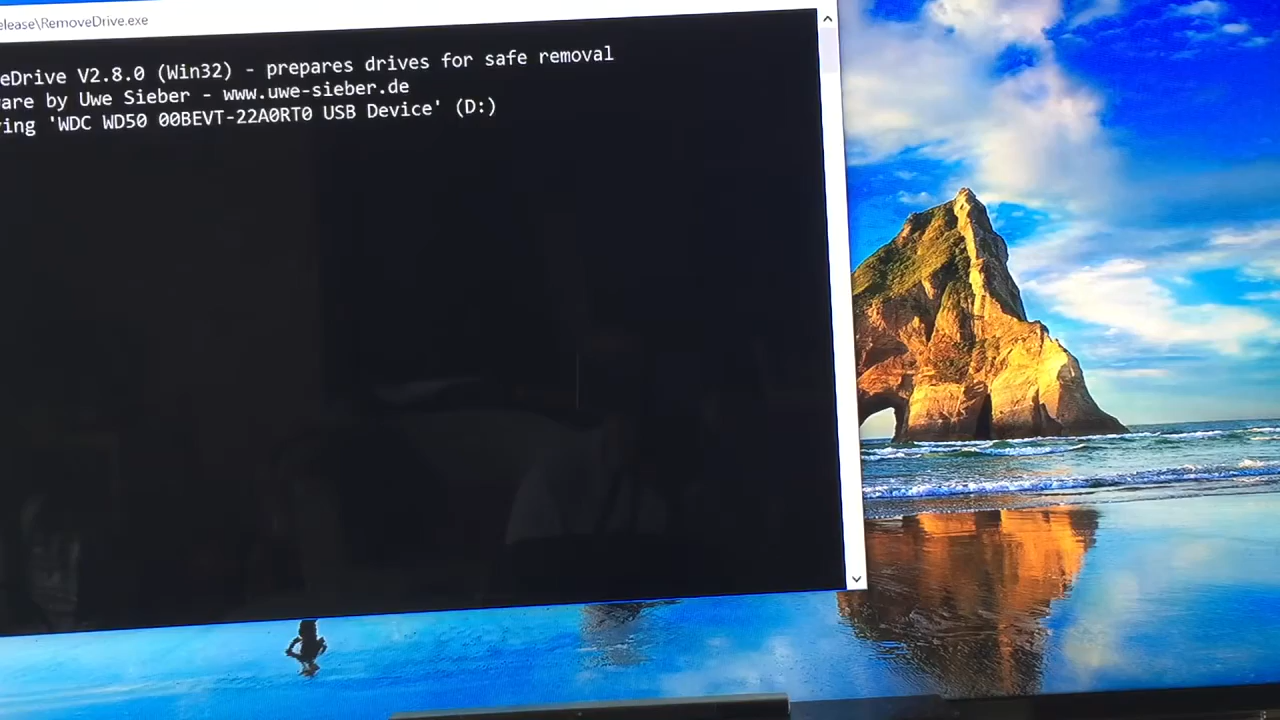 elease\RemoveDrive.exe
eDrive V2.8.0 (Win32) - prepares drives for safe removal
are by Uwe Sieber - www.uwe-sieber.de
ing 'WDC WD50 00BEVT-22A0RT0 USB Device' (D:)